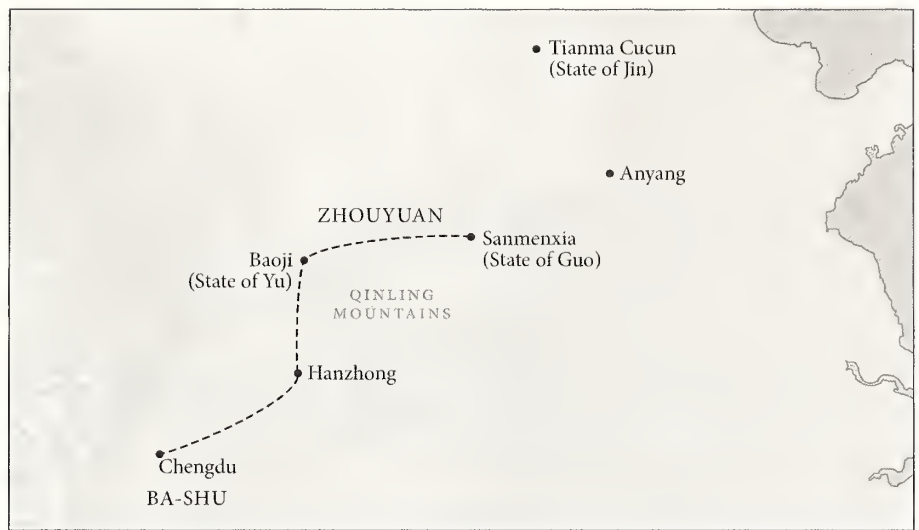 Tianma Cucun
(State of Jin)
Anyang
ZHOUYUAN
Sanmenxia
(State of Guo)
Baoji
(State of Yu)
QINLING
MOUNTAINS
Hanzhong
Chengdu
BA-SHU